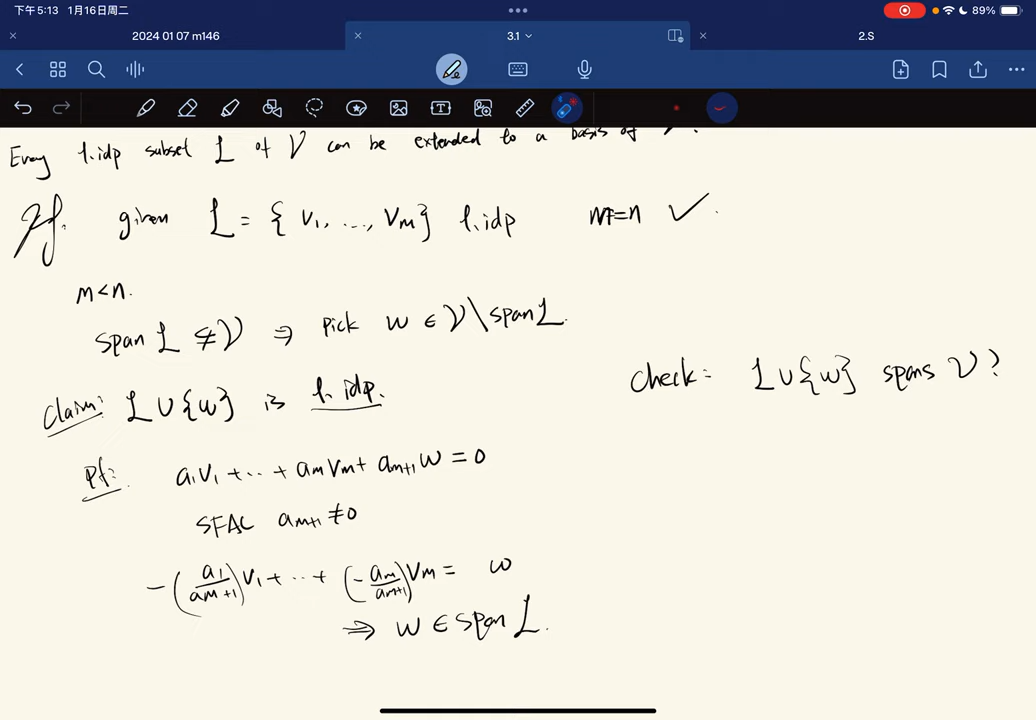 下午5:13 1月16日周二
89%
2024 01 07 m146
3.1
2.S
Every l.idp subset L of V can be extended to a basis of V.
Pf. given L = { v₁, ..., vₘ } l.idp m=n ✓.
m<n.
span L ⊊ V ⇒ pick w ∈ V \ span L.
check: L ∪ {w} spans V?
Claim: L ∪ {w} is l. idp.
Pf: a₁v₁ + ... + aₘvₘ + aₘ₊₁w = 0
SFAC aₘ₊₁ ≠ 0
-(a₁/aₘ₊₁)v₁ + ... + (-aₘ/aₘ₊₁)vₘ = w
⇒ w ∈ span L.